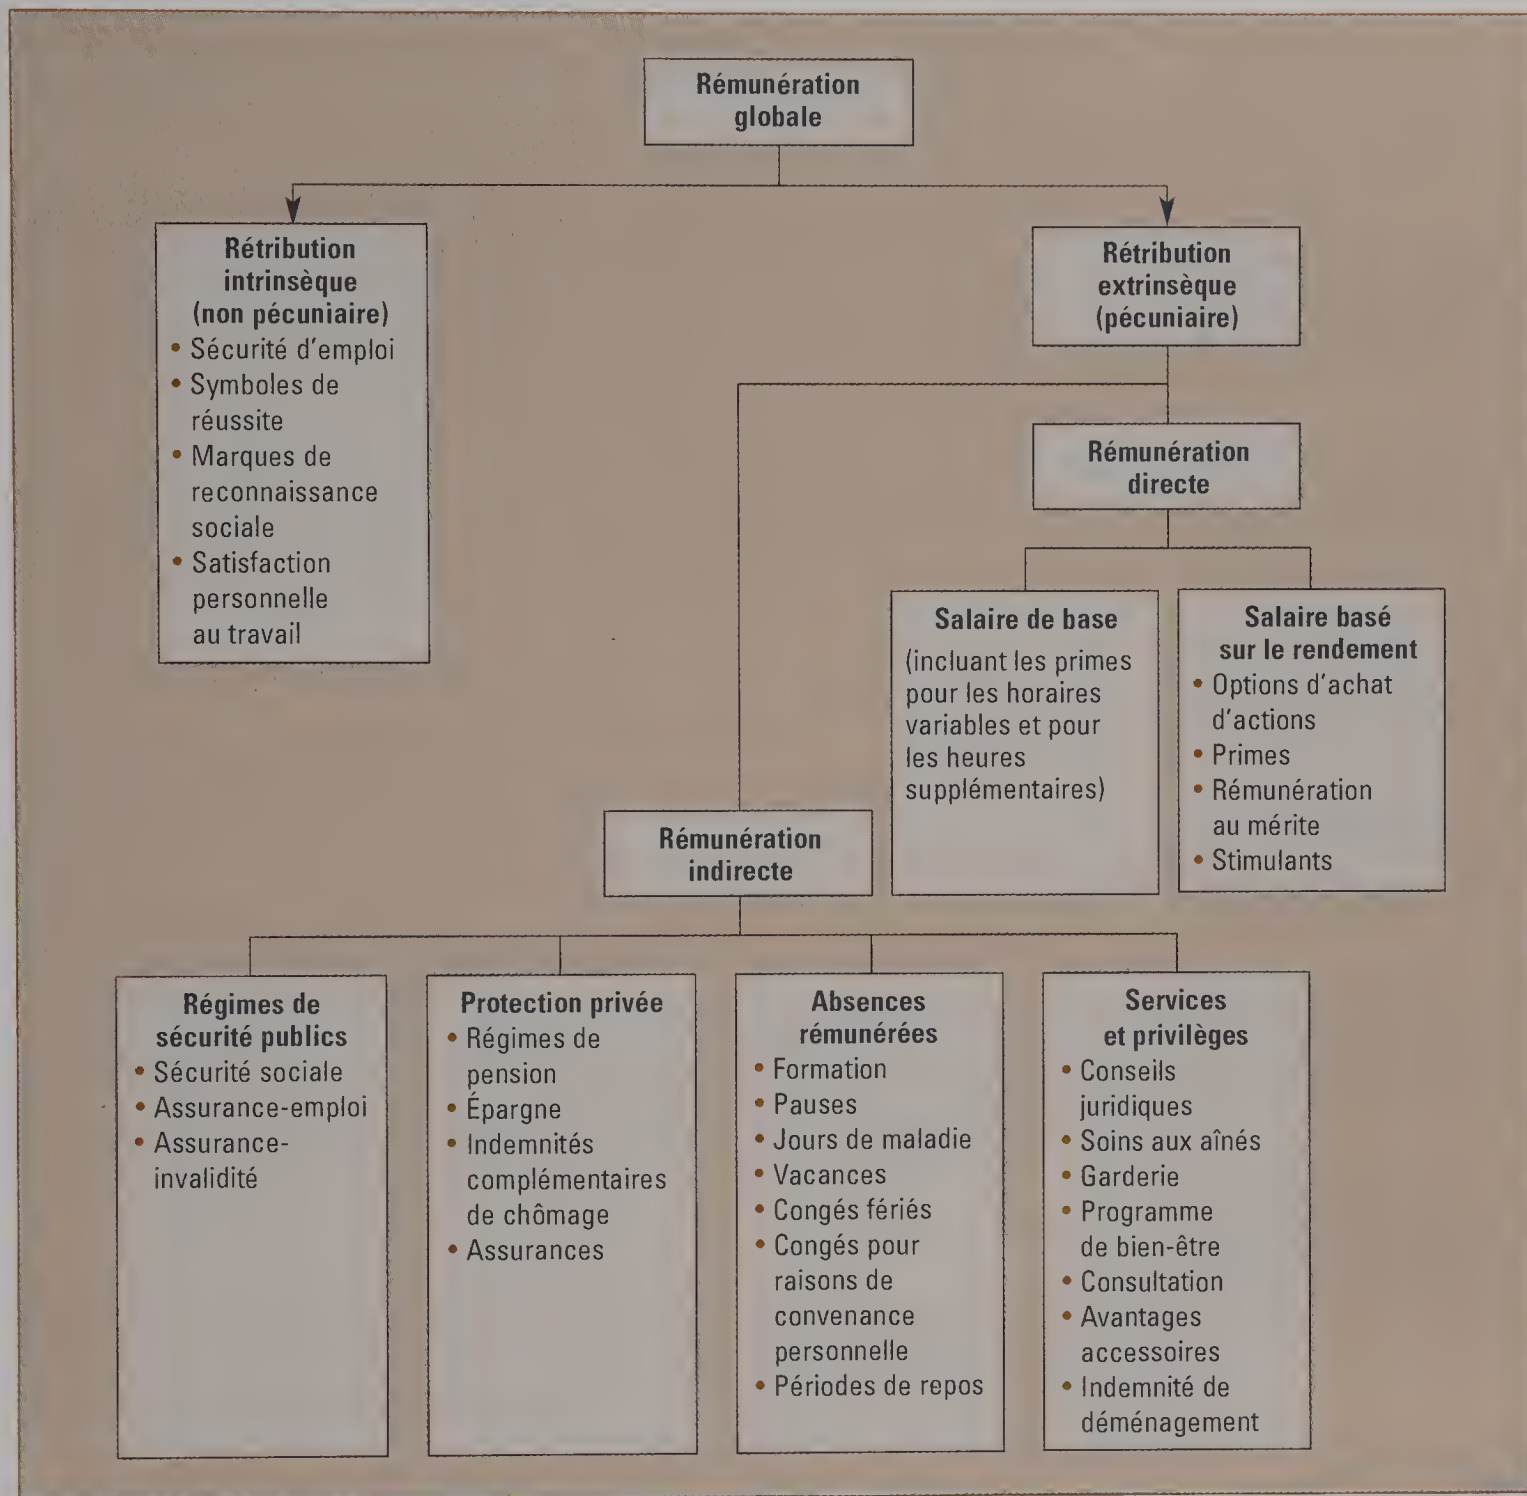 Rémunération
globale
Rétribution
intrinsèque
(non pécuniaire)
• Sécurité d'emploi
• Symboles de
réussite
• Marques de
reconnaissance
sociale
• Satisfaction
personnelle
au travail
Rétribution
extrinsèque
(pécuniaire)
Rémunération
directe
Salaire de base
(incluant les primes
pour les horaires
variables et pour
les heures
supplémentaires)
Salaire basé
sur le rendement
• Options d'achat
d'actions
• Primes
• Rémunération
au mérite
• Stimulants
Rémunération
indirecte
Régimes de
sécurité publics
• Sécurité sociale
• Assurance-emploi
• Assurance-
invalidité
Protection privée
• Régimes de
pension
• Épargne
• Indemnités
complémentaires
de chômage
• Assurances
Absences
rémunérées
• Formation
• Pauses
• Jours de maladie
• Vacances
• Congés fériés
• Congés pour
raisons de
convenance
personnelle
• Périodes de repos
Services
et privilèges
• Conseils
juridiques
• Soins aux aînés
• Garderie
• Programme
de bien-être
• Consultation
• Avantages
accessoires
• Indemnité de
déménagement